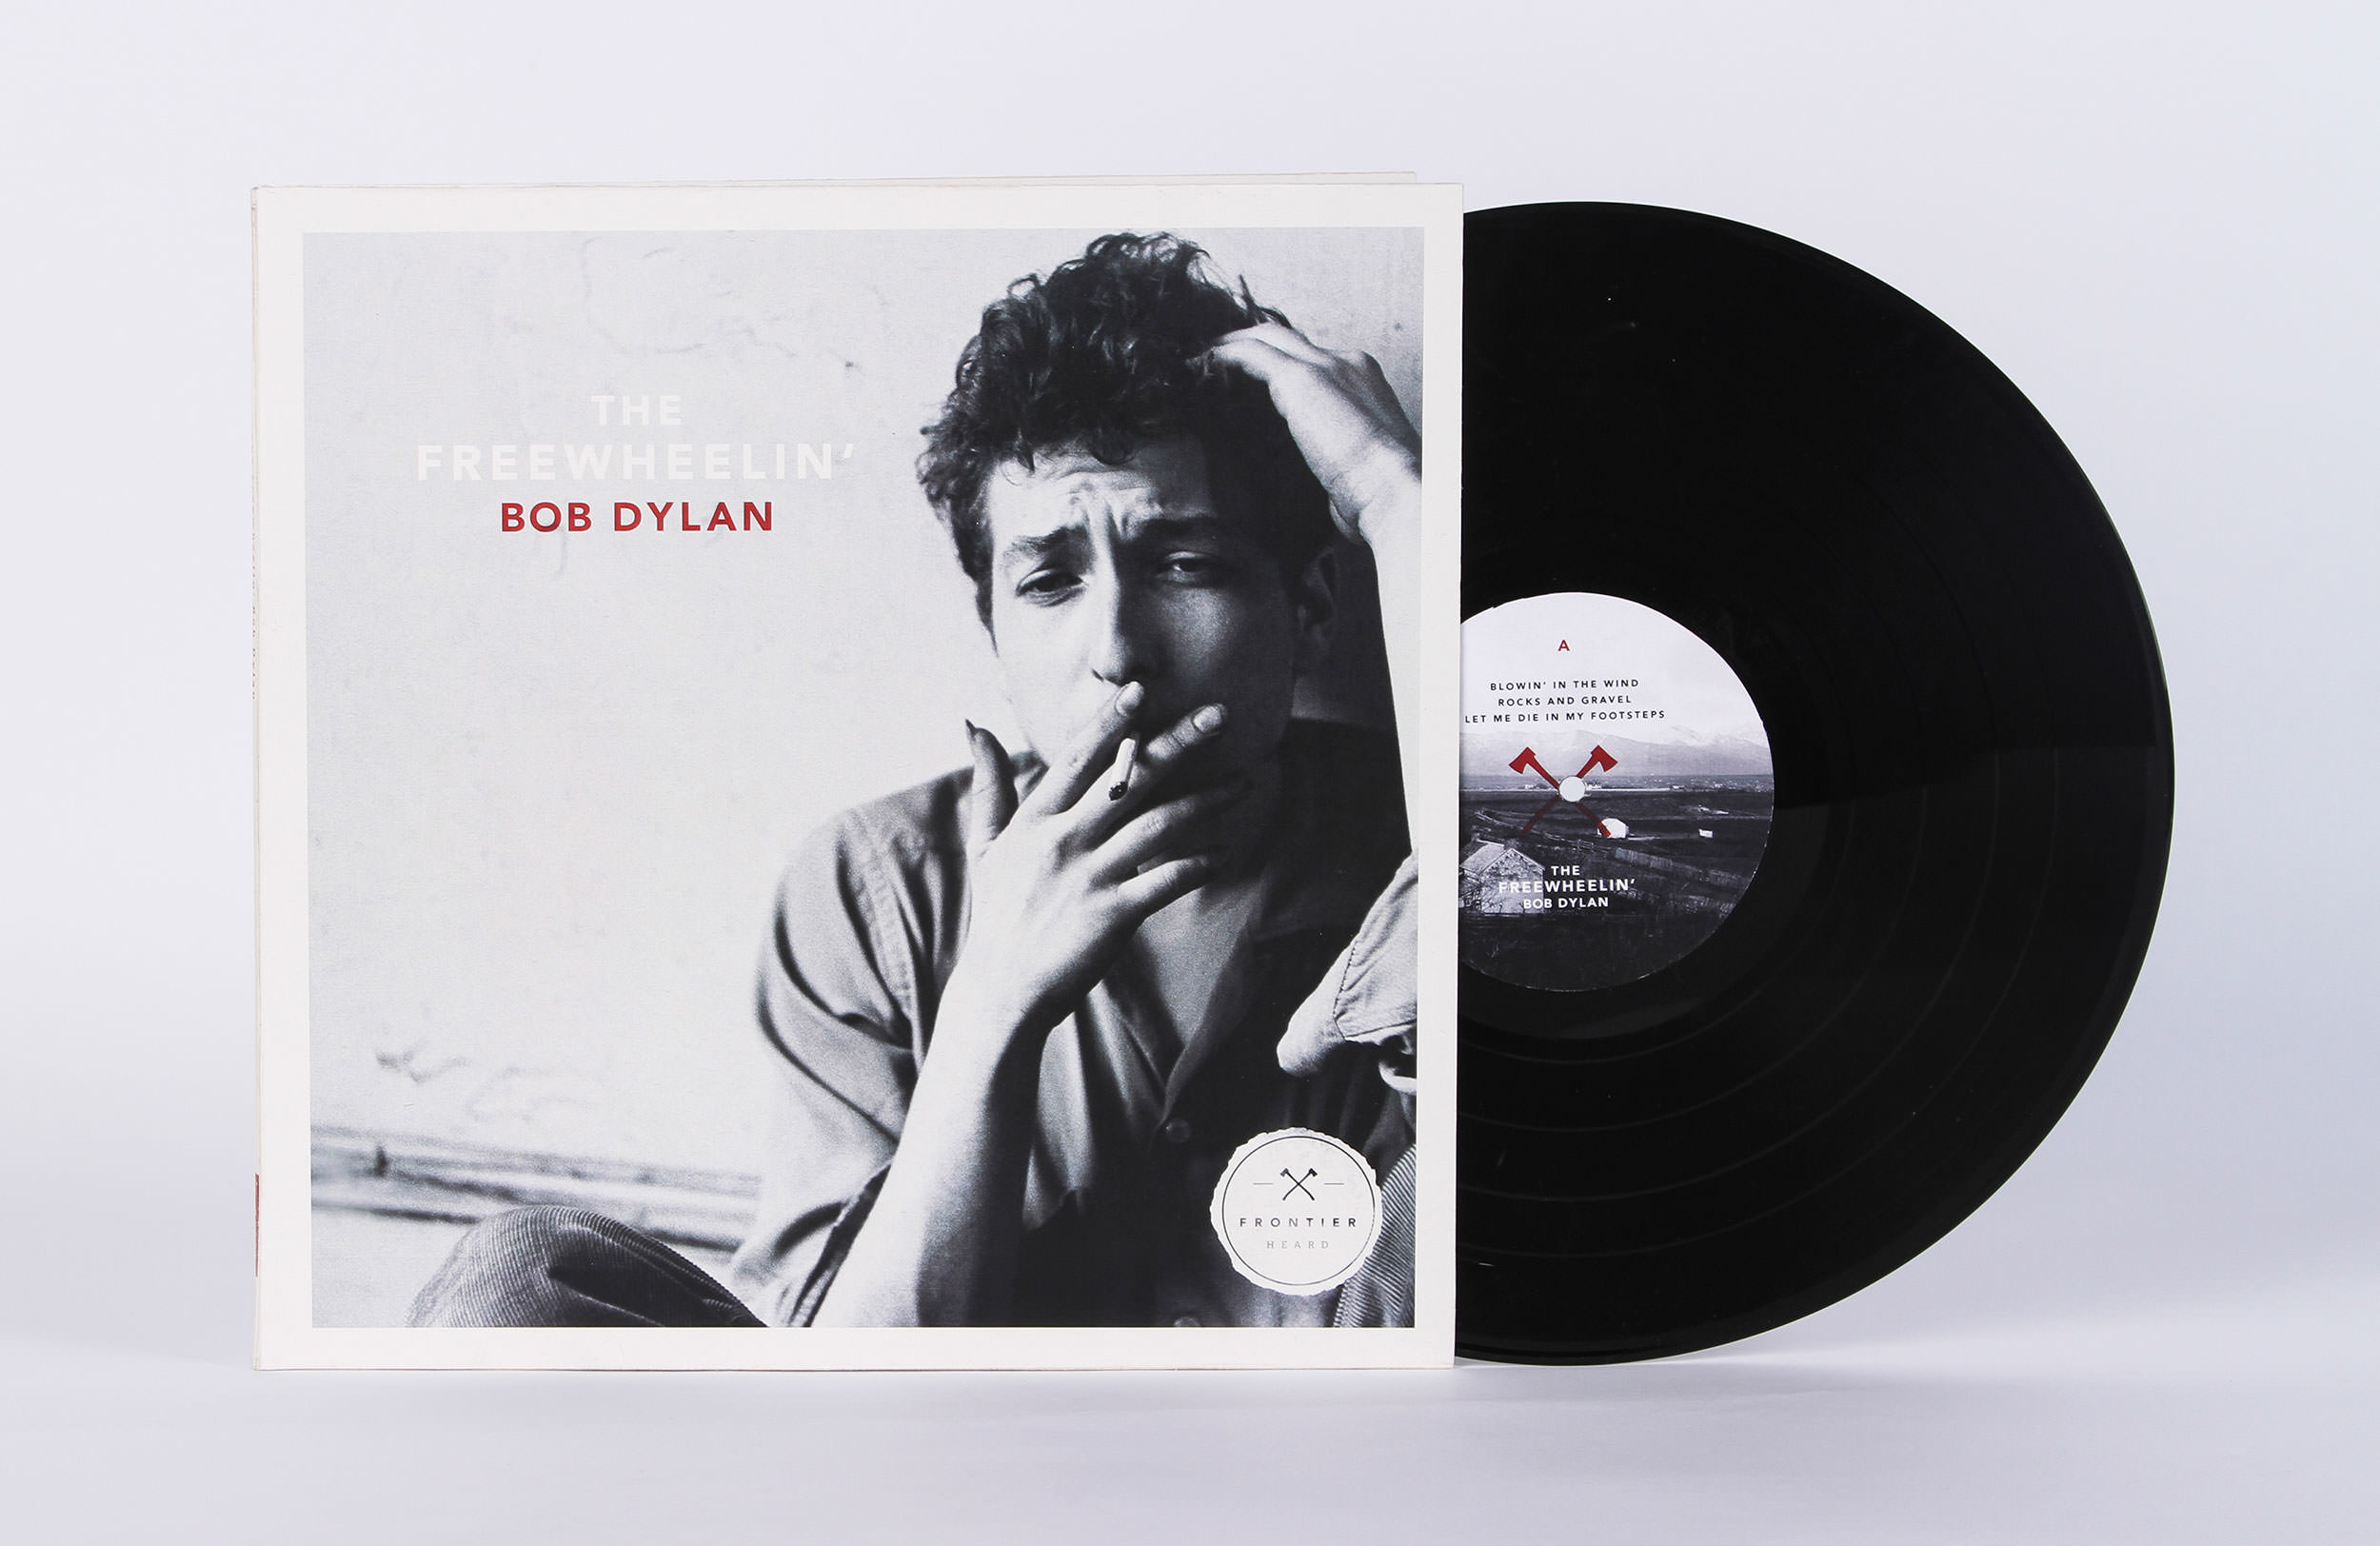 THE
FREEWHEELIN'
BOB DYLAN
FRONTIER
HEARD
A
BLOWIN' IN THE WIND
ROCKS AND GRAVEL
LET ME DIE IN MY FOOTSTEPS
THE
FREEWHEELIN'
BOB DYLAN